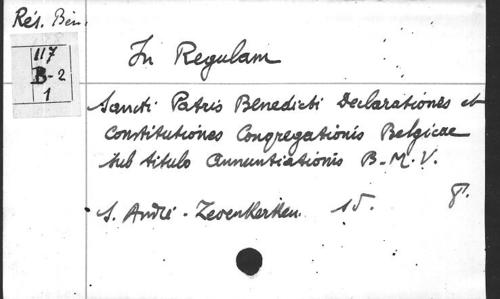 Rés. Bén.
117
B-2
1
In Regulam
Sancti Patris Benedicti Declarationes et
Constitutiones Congregationis Belgicae
sub titulo Annuntiationis B.M.V.
S. André - Zevenkerken. sd. 8°.